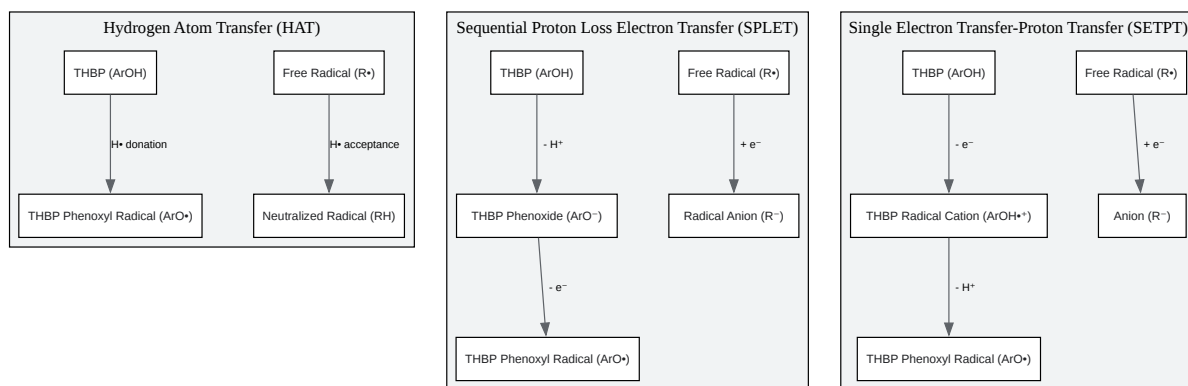 Hydrogen Atom Transfer (HAT)
THBP (ArOH)
Free Radical (R•)
H• donation
H• acceptance
THBP Phenoxyl Radical (ArO•)
Neutralized Radical (RH)
Sequential Proton Loss Electron Transfer (SPLET)
THBP (ArOH)
Free Radical (R•)
- H⁺
+ e⁻
THBP Phenoxide (ArO⁻)
Radical Anion (R⁻)
- e⁻
THBP Phenoxyl Radical (ArO•)
Single Electron Transfer-Proton Transfer (SETPT)
THBP (ArOH)
Free Radical (R•)
- e⁻
+ e⁻
THBP Radical Cation (ArOH•⁺)
Anion (R⁻)
- H⁺
THBP Phenoxyl Radical (ArO•)